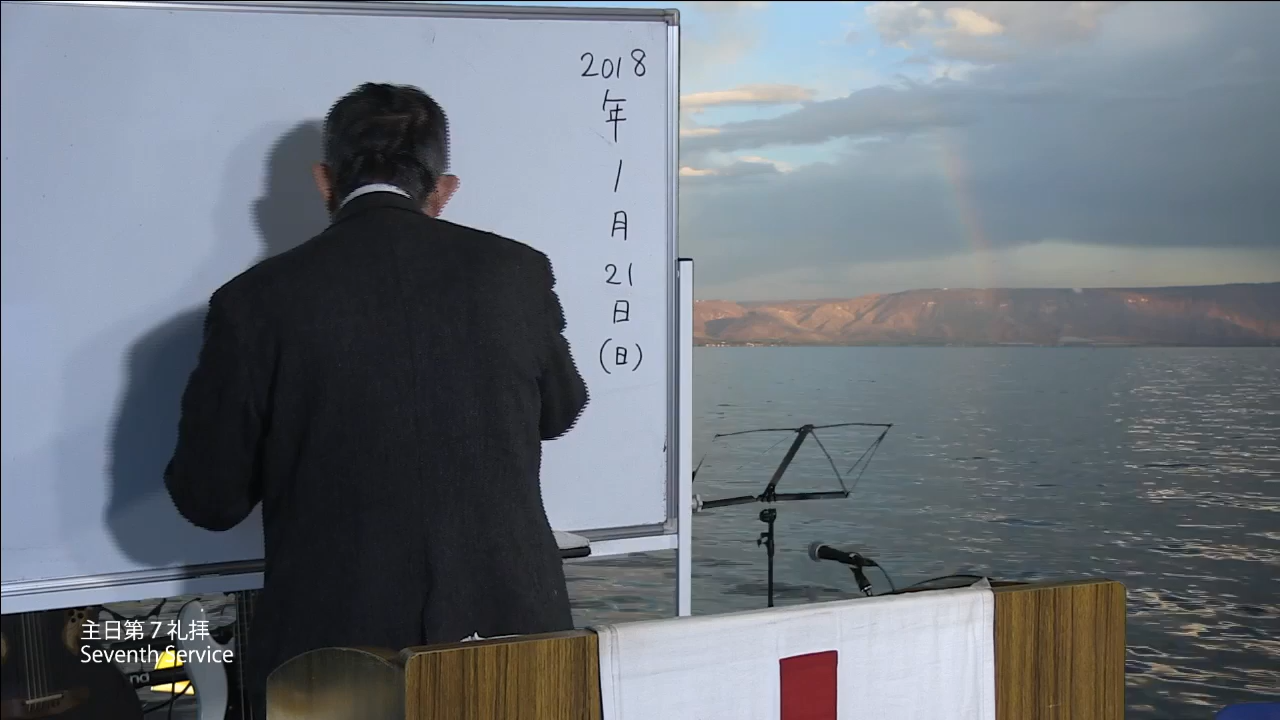 2018
年
1
月
21
日
(日)
主日第７礼拝
Seventh Service